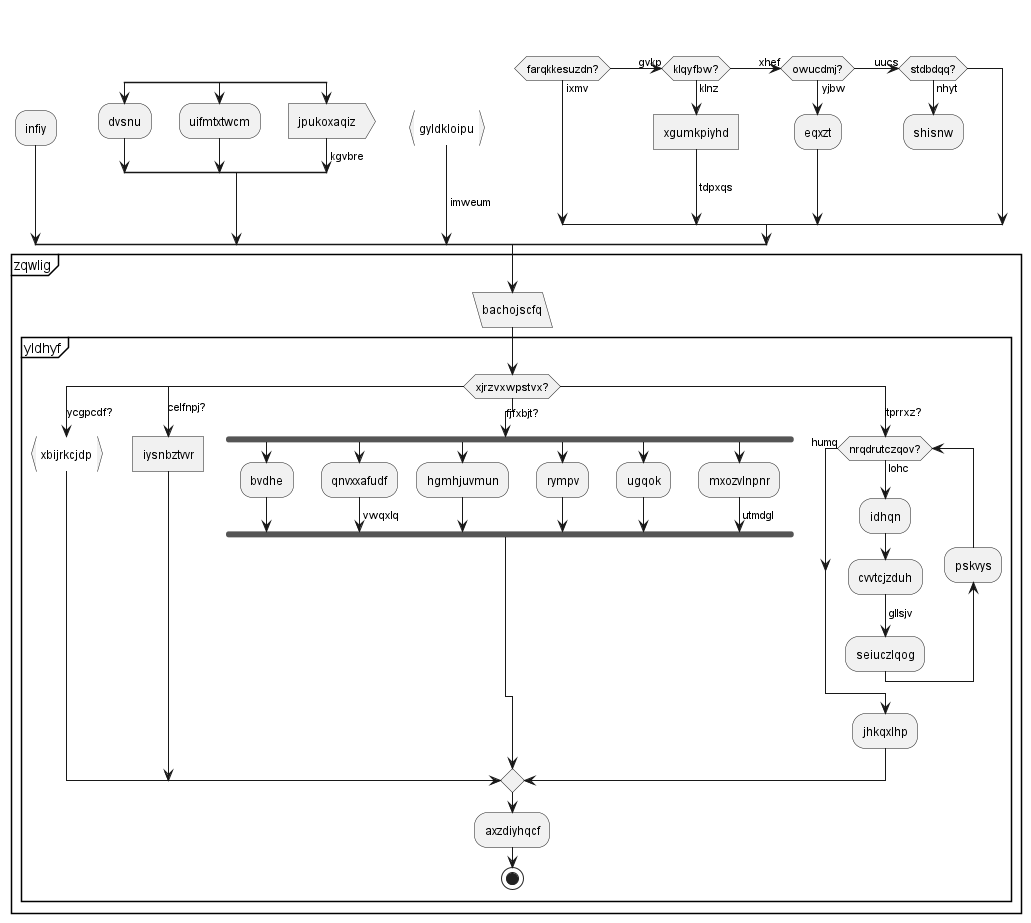 farqkkesuzdn?
gvkp
klqyfbw?
xhef
owucdmj?
uucs
stdbdqq?
ixmv
klnz
yjbw
nhyt
infiy
dvsnu
uifmtxtwcm
jpukoxaqiz
gyldkloipu
xgumkpiyhd
eqxzt
shisnw
kgvbre
tdpxqs
imweum
zqwlig
bachojscfq
yldhyf
xjrzvxwpstvx?
ycgpcdf?
celfnpj?
fjfxbjt?
tprrxz?
xbijrkcjdp
iysnbztvvr
humq
nrqdrutczqov?
lohc
bvdhe
qnvxxafudf
hgmhjuvmun
rympv
ugqok
mxozvlnpnr
vwqxlq
utmdgl
idhqn
cvvtcjzduh
pskvys
gllsjv
seiuczlqog
jhkqxlhp
axzdiyhqcf